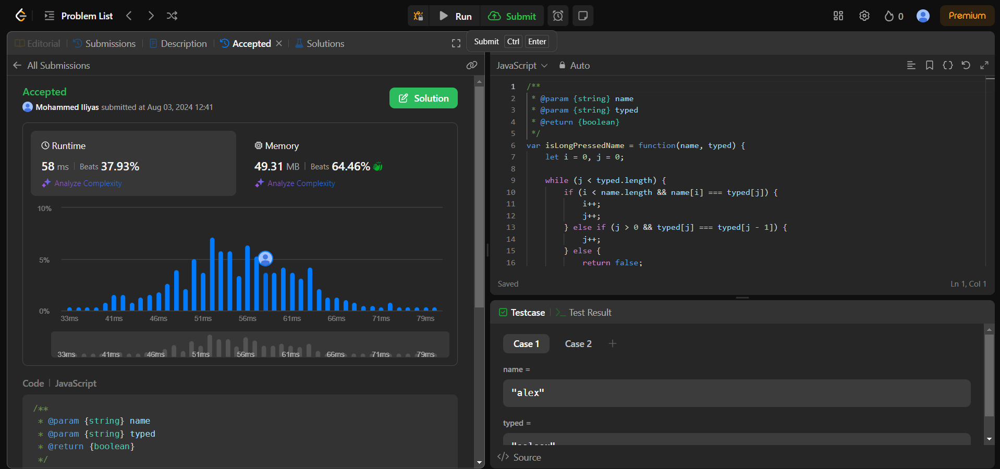 Problem List
Run
Submit
0
Premium
Editorial
Submissions
Description
Accepted
Solutions
Submit Ctrl Enter
All Submissions
Accepted
Mohammed Iliyas submitted at Aug 03, 2024 12:41
Solution
Runtime
58 ms Beats 37.93%
Analyze Complexity
Memory
49.31 MB Beats 64.46%
Analyze Complexity
10%
5%
0%
33ms 41ms 46ms 51ms 56ms 61ms 66ms 71ms 79ms
33ms 41ms 46ms 51ms 56ms 61ms 66ms 71ms 79ms
Code JavaScript
/**
* @param {string} name
* @param {string} typed
* @return {boolean}
*/
JavaScript Auto
1 /**
2 * @param {string} name
3 * @param {string} typed
4 * @return {boolean}
5 */
6 var isLongPressedName = function(name, typed) {
7 let i = 0, j = 0;
8
9 while (j < typed.length) {
10 if (i < name.length && name[i] === typed[j]) {
11 i++;
12 j++;
13 } else if (j > 0 && typed[j] === typed[j - 1]) {
14 j++;
15 } else {
16 return false;
Saved
Ln 1, Col 1
Testcase
Test Result
Case 1
Case 2
name =
"alex"
typed =
Source